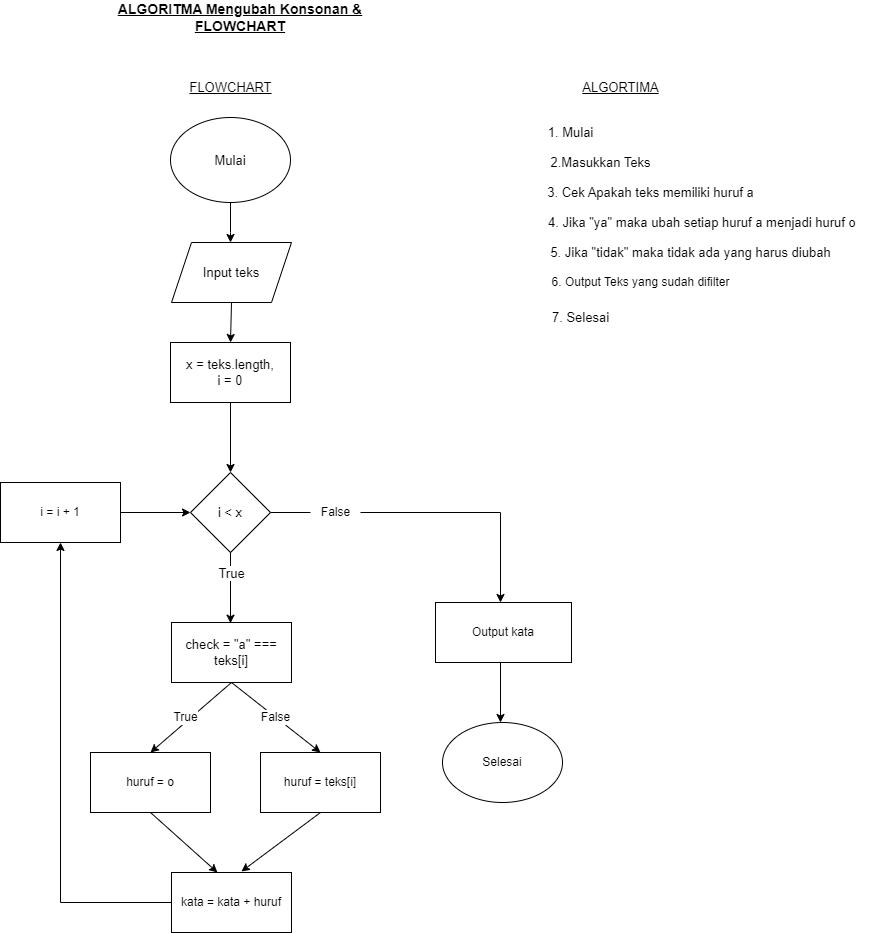 ALGORITMA Mengubah Konsonan &
FLOWCHART
FLOWCHART
Mulai
Input teks
x = teks.length,
i = 0
i = i + 1
i < x
False
True
check = "a" ===
teks[i]
True
False
huruf = o
huruf = teks[i]
kata = kata + huruf
Output kata
Selesai
ALGORTIMA
1. Mulai
2.Masukkan Teks
3. Cek Apakah teks memiliki huruf a
4. Jika "ya" maka ubah setiap huruf a menjadi huruf o
5. Jika "tidak" maka tidak ada yang harus diubah
6. Output Teks yang sudah difilter
7. Selesai